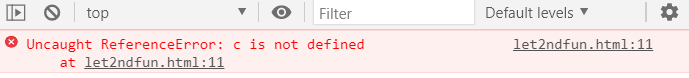 top Filter Default levels
Uncaught ReferenceError: c is not defined let2ndfun.html:11
at let2ndfun.html:11